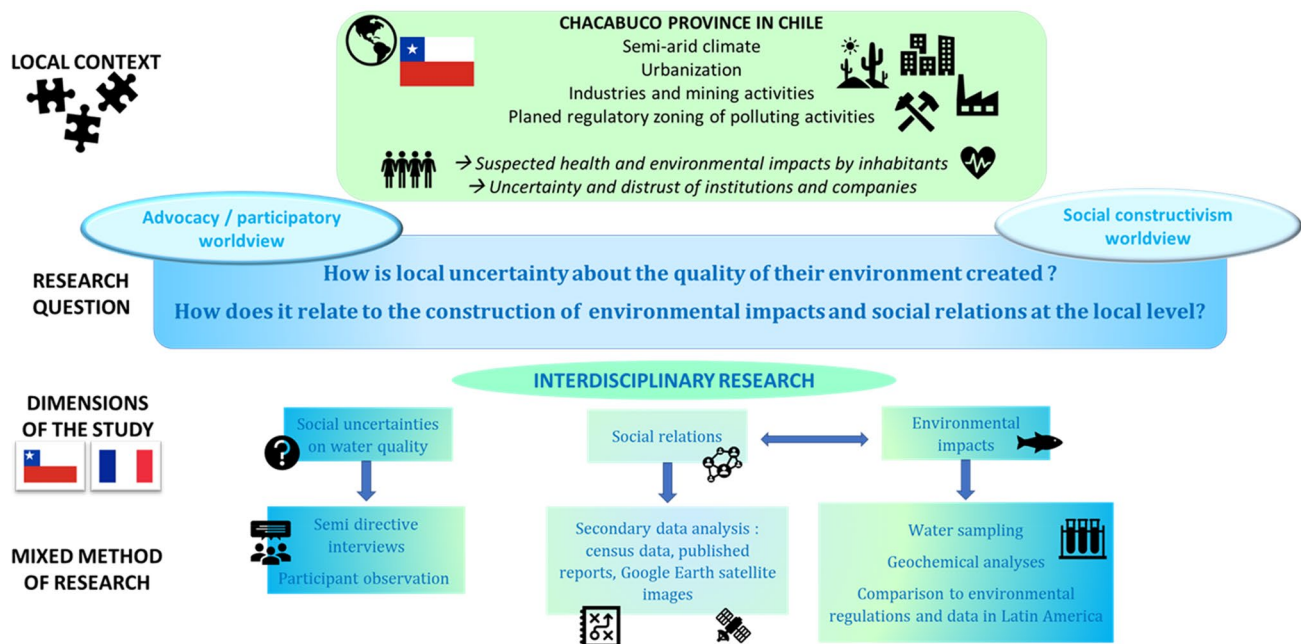 CHACABUCO PROVINCE IN CHILE
Semi-arid climate
Urbanization
Industries and mining activities
Planed regulatory zoning of polluting activities
→ Suspected health and environmental impacts by inhabitants
→ Uncertainty and distrust of institutions and companies
LOCAL CONTEXT
Advocacy / participatory
worldview
Social constructivism
worldview
RESEARCH
QUESTION
How is local uncertainty about the quality of their environment created ?
How does it relate to the construction of environmental impacts and social relations at the local level?
INTERDISCIPLINARY RESEARCH
DIMENSIONS
OF THE STUDY
Social uncertainties
on water quality
?
Social relations
Environmental
impacts
MIXED METHOD
OF RESEARCH
Semi directive
interviews
Participant observation
Secondary data analysis :
census data, published
reports, Google Earth satellite
images
Water sampling
Geochemical analyses
Comparison to environmental
regulations and data in Latin America